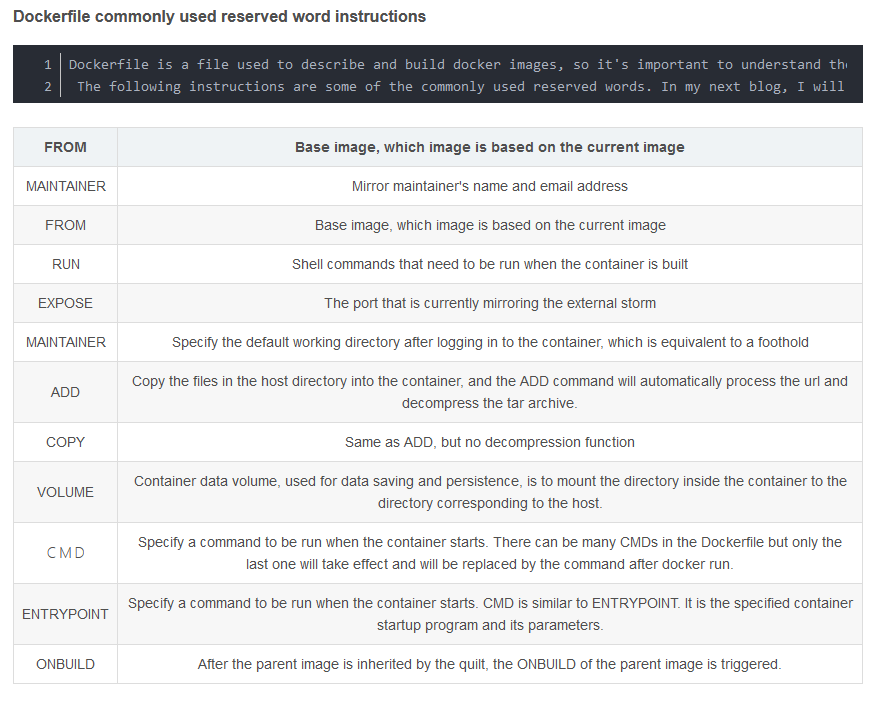 Dockerfile commonly used reserved word instructions
1 Dockerfile is a file used to describe and build docker images, so it's important to understand
2 The following instructions are some of the commonly used reserved words. In my next blog, I will
FROM Base image, which image is based on the current image
MAINTAINER Mirror maintainer's name and email address
FROM Base image, which image is based on the current image
RUN Shell commands that need to be run when the container is built
EXPOSE The port that is currently mirroring the external storm
MAINTAINER Specify the default working directory after logging in to the container, which is equivalent to a foothold
ADD Copy the files in the host directory into the container, and the ADD command will automatically process the url and
decompress the tar archive.
COPY Same as ADD, but no decompression function
VOLUME Container data volume, used for data saving and persistence, is to mount the directory inside the container to the
directory corresponding to the host.
CMD Specify a command to be run when the container starts. There can be many CMDs in the Dockerfile but only the
last one will take effect and will be replaced by the command after docker run.
ENTRYPOINT Specify a command to be run when the container starts. CMD is similar to ENTRYPOINT. It is the specified container
startup program and its parameters.
ONBUILD After the parent image is inherited by the quilt, the ONBUILD of the parent image is triggered.